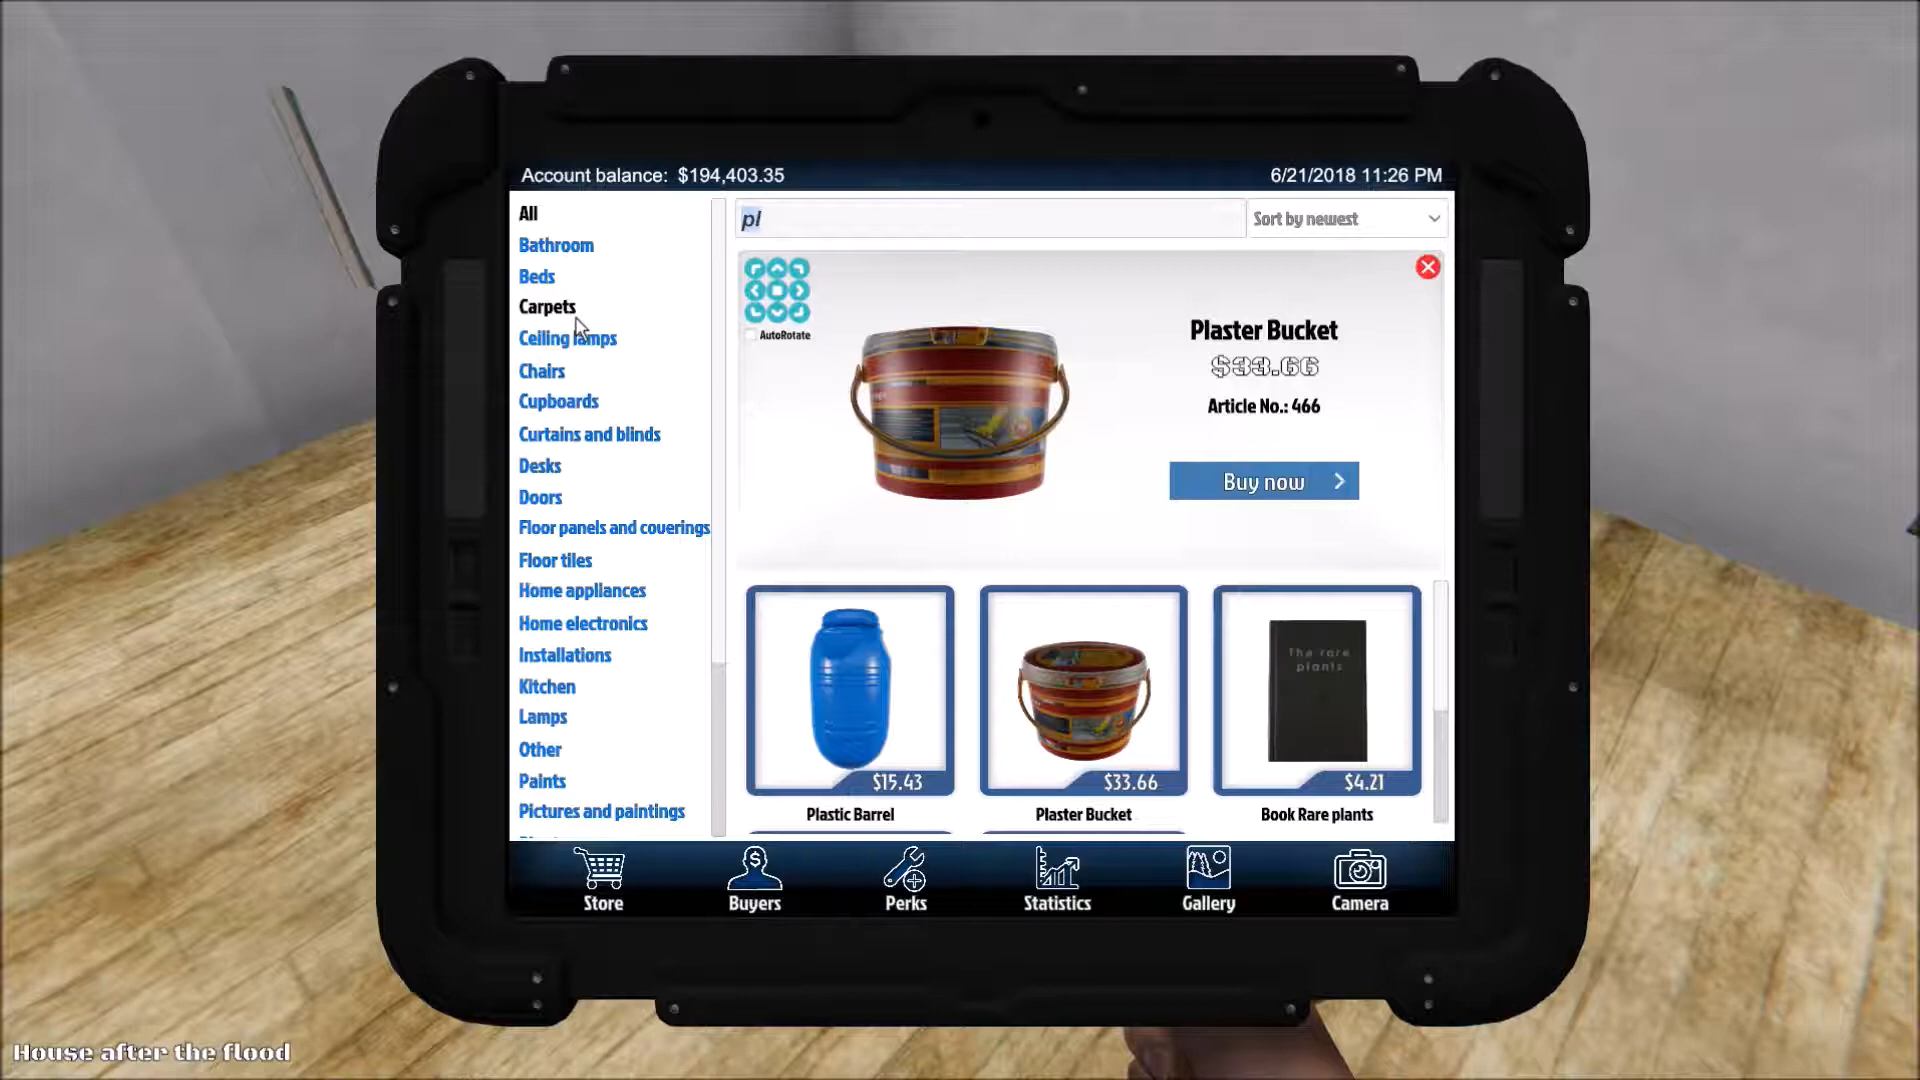 Account balance: $194,403.35
6/21/2018 11:26 PM
All
Bathroom
Beds
Carpets
Ceiling lamps
Chairs
Cupboards
Curtains and blinds
Desks
Doors
Floor panels and coverings
Floor tiles
Home appliances
Home electronics
Installations
Kitchen
Lamps
Other
Paints
Pictures and paintings
pl
Sort by newest
AutoRotate
Plaster Bucket
$33.66
Article No.: 466
Buy now
$15.43
Plastic Barrel
$33.66
Plaster Bucket
The rare
plants
$4.21
Book Rare plants
Store
Buyers
Perks
Statistics
Gallery
Camera
House after the flood